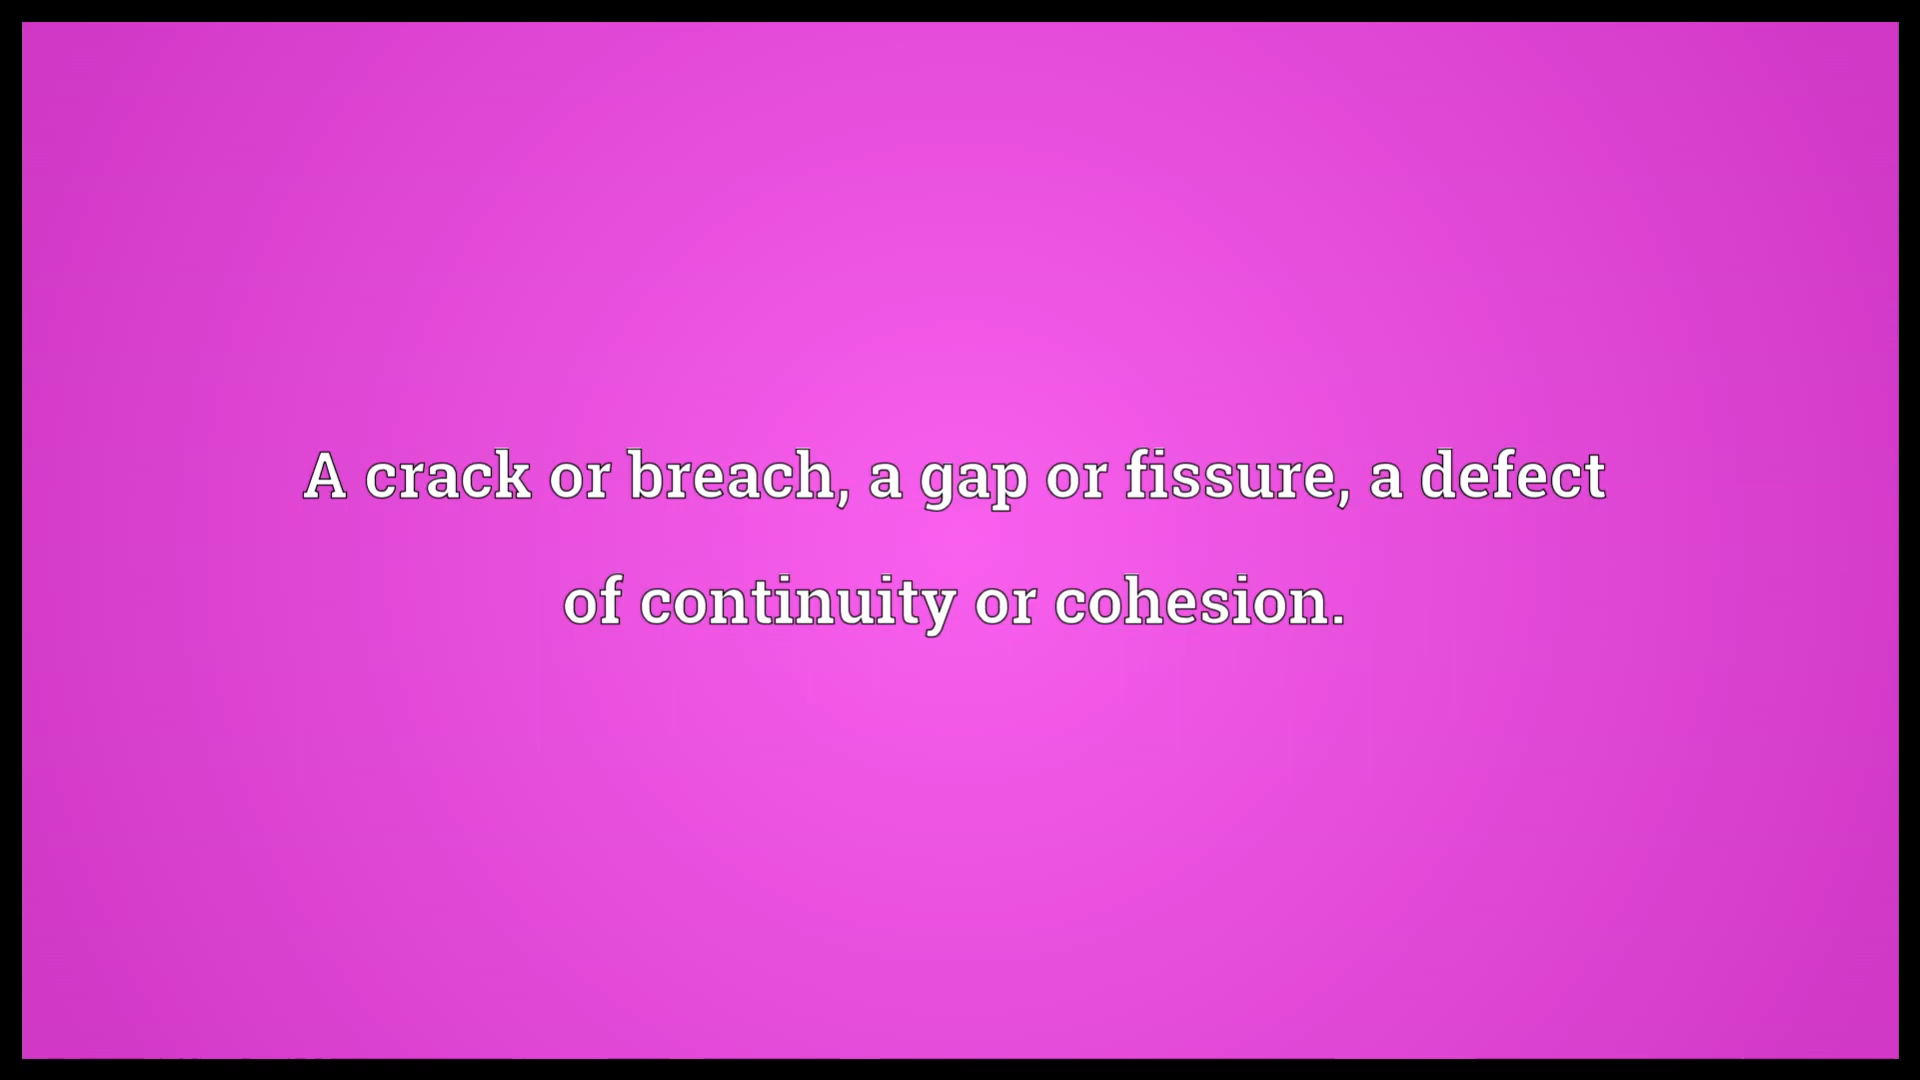 A crack or breach, a gap or fissure, a defect
of continuity or cohesion.